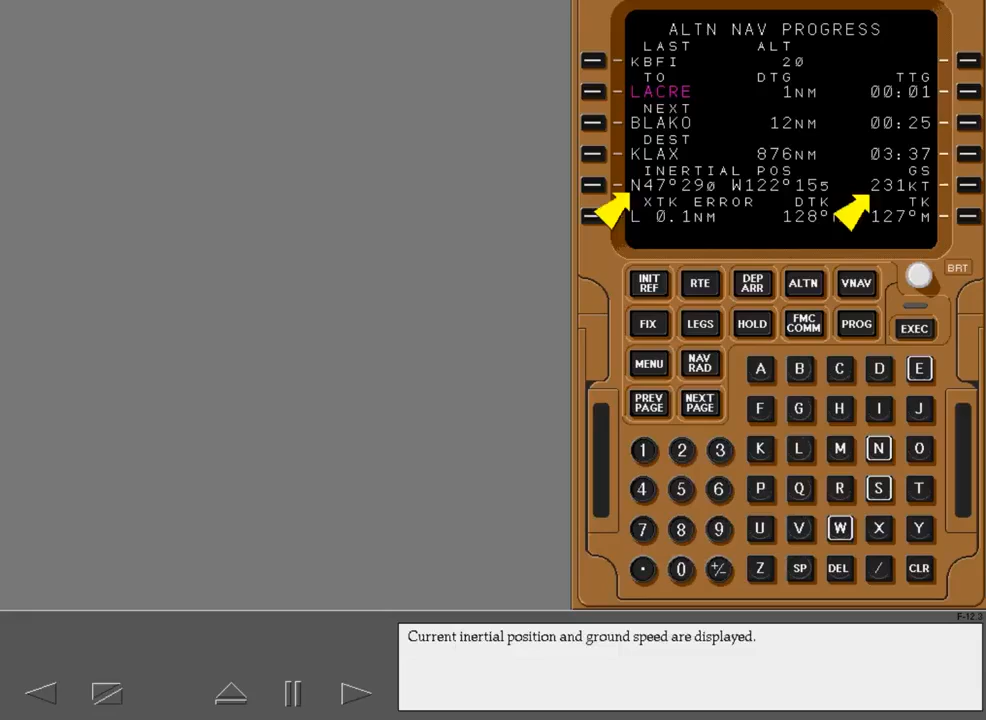 ALTN NAV PROGRESS
LAST ALT
KBFI 20
TO DTG TTG
LACRE 1NM 00:01
NEXT
BLAKO 12NM 00:25
DEST
KLAX 876NM 03:37
INERTIAL POS GS
N47°290 W122°155 231KT
XTK ERROR DTK TK
L 0.1NM 128° 127°M
BRT
INIT REF RTE DEP ARR ALTN VNAV
FIX LEGS HOLD FMC COMM PROG EXEC
MENU NAV RAD
A B C D E
PREV PAGE NEXT PAGE
F G H I J
1 2 3 K L M N O
4 5 6 P Q R S T
7 8 9 U V W X Y
. 0 +/- Z SP DEL / CLR
F-12.3
Current inertial position and ground speed are displayed.